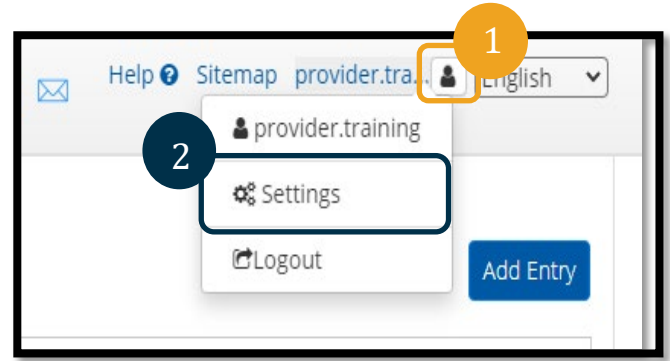 1
Help Sitemap provider.tra... English
provider.training
2
Settings
Logout
Add Entry